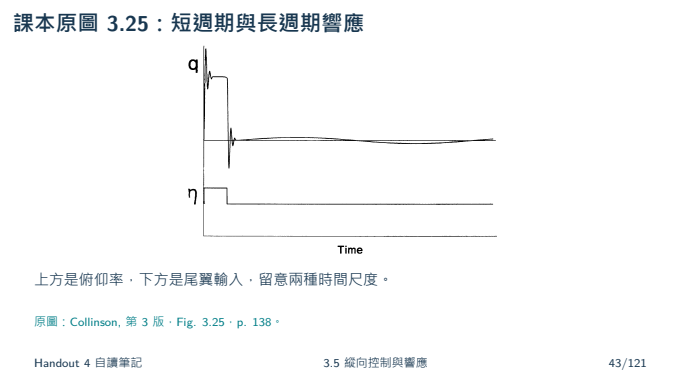 課本原圖 3.25：短週期與長週期響應
q
η
Time
上方是俯仰率，下方是尾翼輸入，留意兩種時間尺度。
原圖：Collinson, 第 3 版，Fig. 3.25，p. 138。
Handout 4 自讀筆記
3.5 縱向控制與響應
43/121